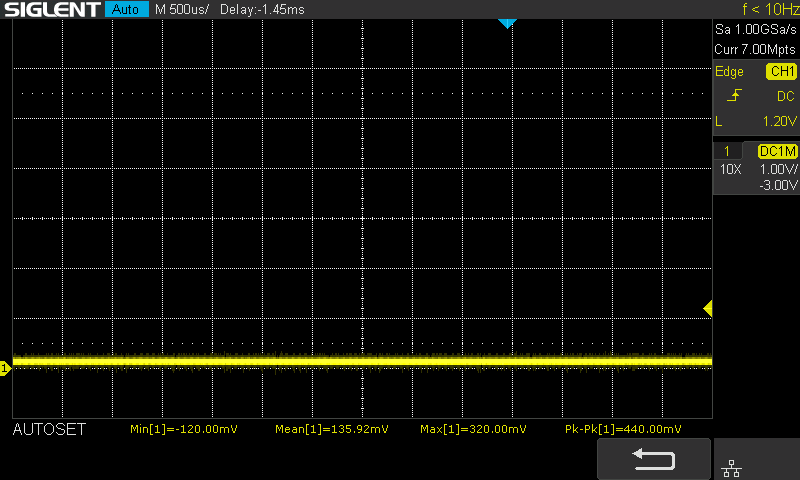 SIGLENT Auto M 500us/ Delay:-1.45ms f < 10Hz
Sa 1.00GSa/s
Curr 7.00Mpts
Edge CH1
DC
L 1.20V
1 DC1M
10X 1.00V/
-3.00V
1
AUTOSET Min[1]=-120.00mV Mean[1]=135.92mV Max[1]=320.00mV Pk-Pk[1]=440.00mV